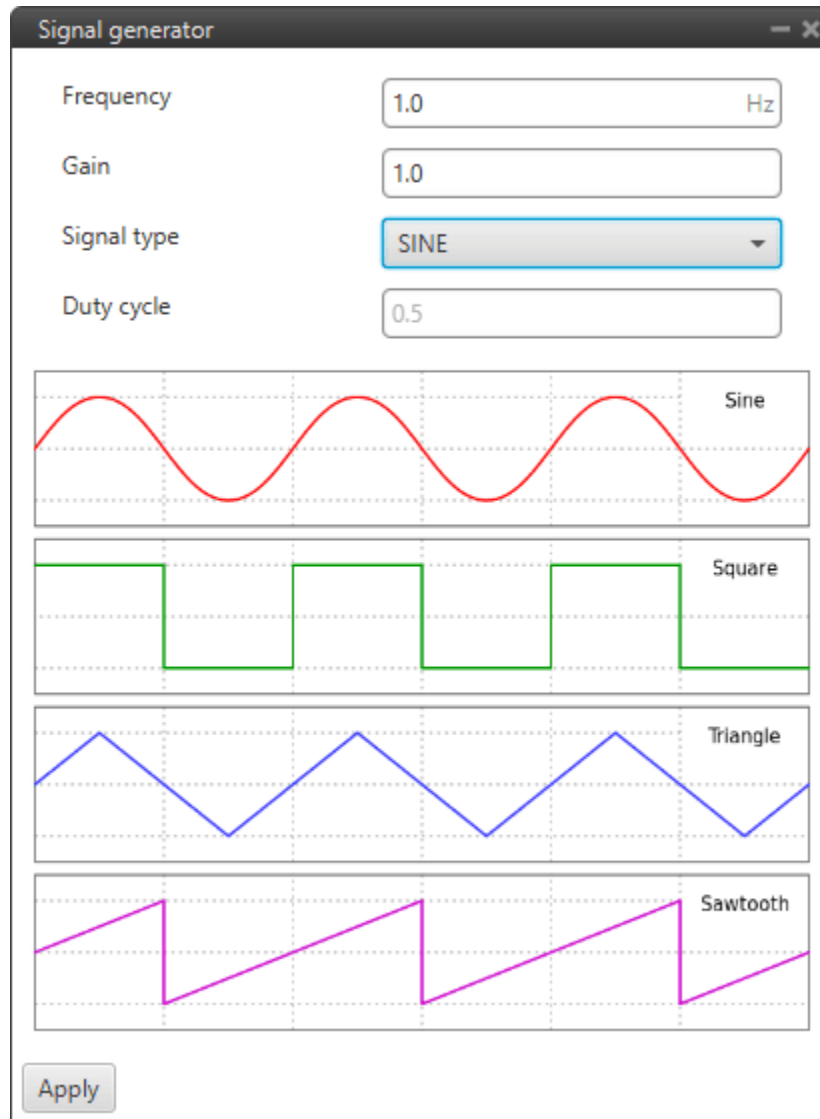 Signal generator
Frequency 1.0 Hz
Gain 1.0
Signal type SINE
Duty cycle 0.5
Sine
Square
Triangle
Sawtooth
Apply